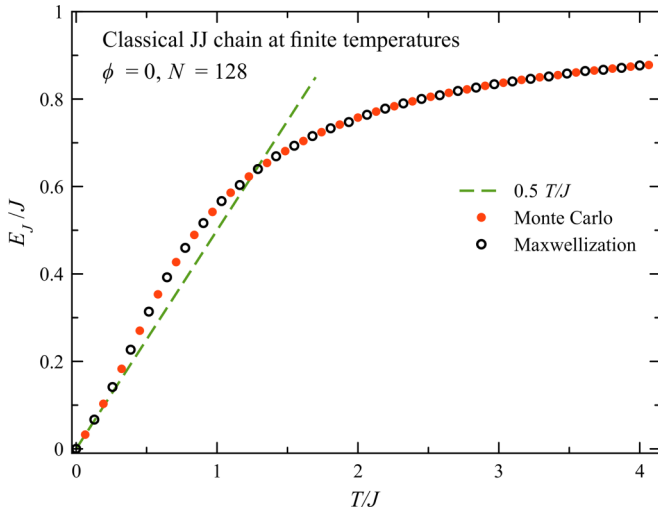 Classical JJ chain at finite temperatures
ϕ = 0, N = 128
1
0.8
0.6
0.4
0.2
0
E_J/J
0.5 T/J
Monte Carlo
Maxwellization
0 1 2 3 4
T/J